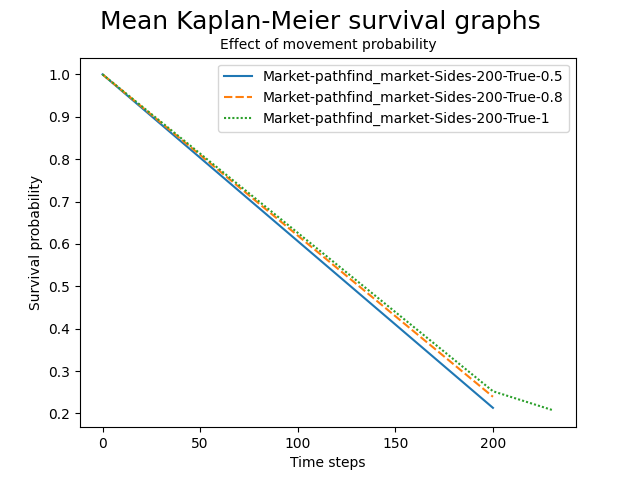 Mean Kaplan-Meier survival graphs
Effect of movement probability
Market-pathfind_market-Sides-200-True-0.5
Market-pathfind_market-Sides-200-True-0.8
Market-pathfind_market-Sides-200-True-1
Survival probability
1.0
0.9
0.8
0.7
0.6
0.5
0.4
0.3
0.2
0
50
100
150
200
Time steps